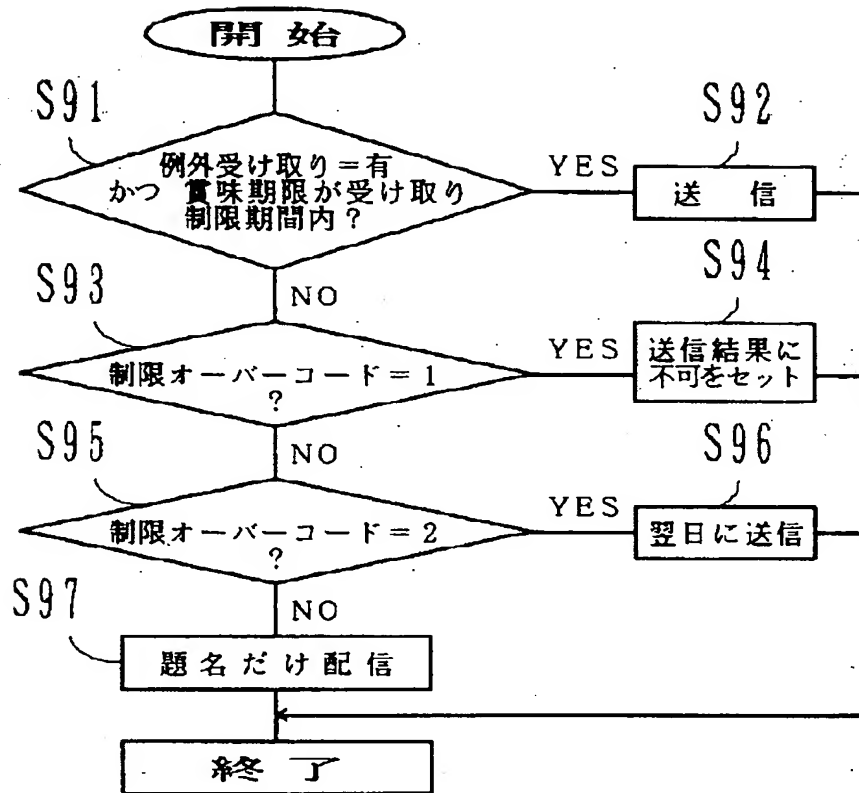 開始
S91
例外受け取り＝有
かつ 賞味期限が受け取り
制限期間内？
YES
S92
送信
NO
S93
制限オーバーコード＝1
？
YES
S94
送信結果に
不可をセット
NO
S95
制限オーバーコード＝2
？
YES
S96
翌日に送信
NO
S97
題名だけ配信
終了